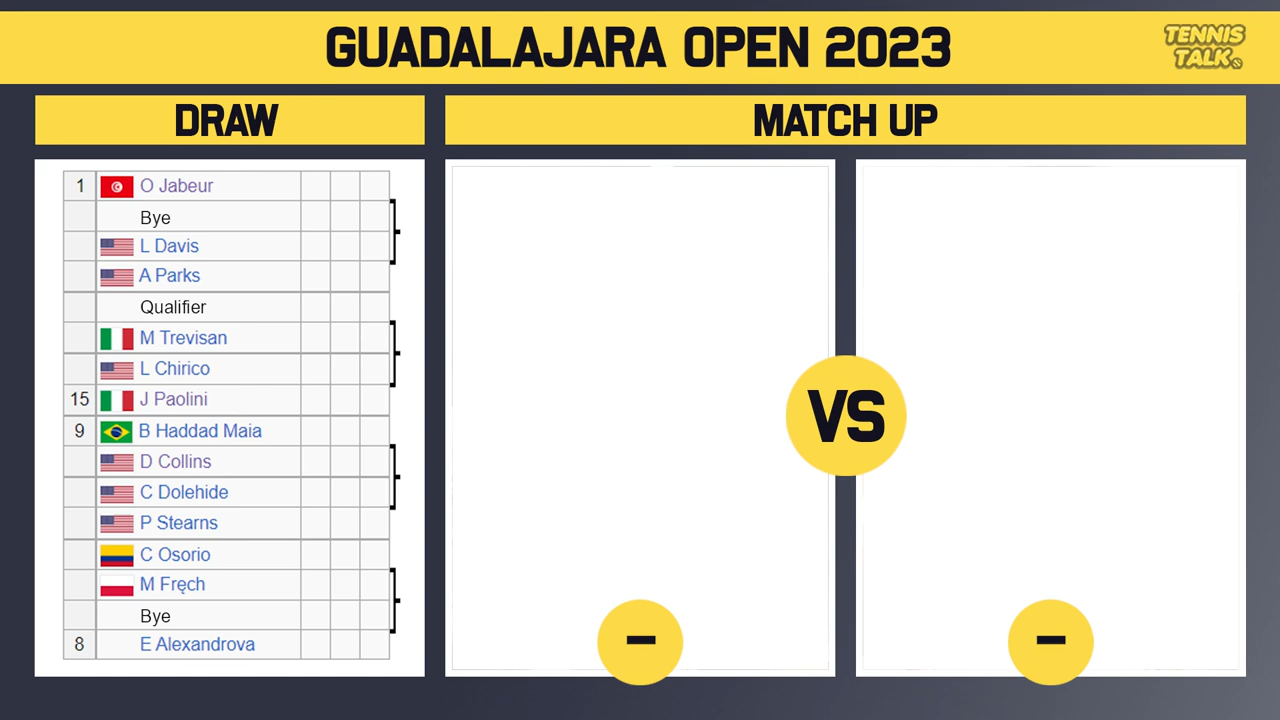 GUADALAJARA OPEN 2023
TENNIS
TALK
DRAW
MATCH UP
1 O Jabeur
Bye
L Davis
A Parks
Qualifier
M Trevisan
L Chirico
15 J Paolini
9 B Haddad Maia
D Collins
C Dolehide
P Stearns
C Osorio
M Fręch
Bye
8 E Alexandrova
VS
-
-